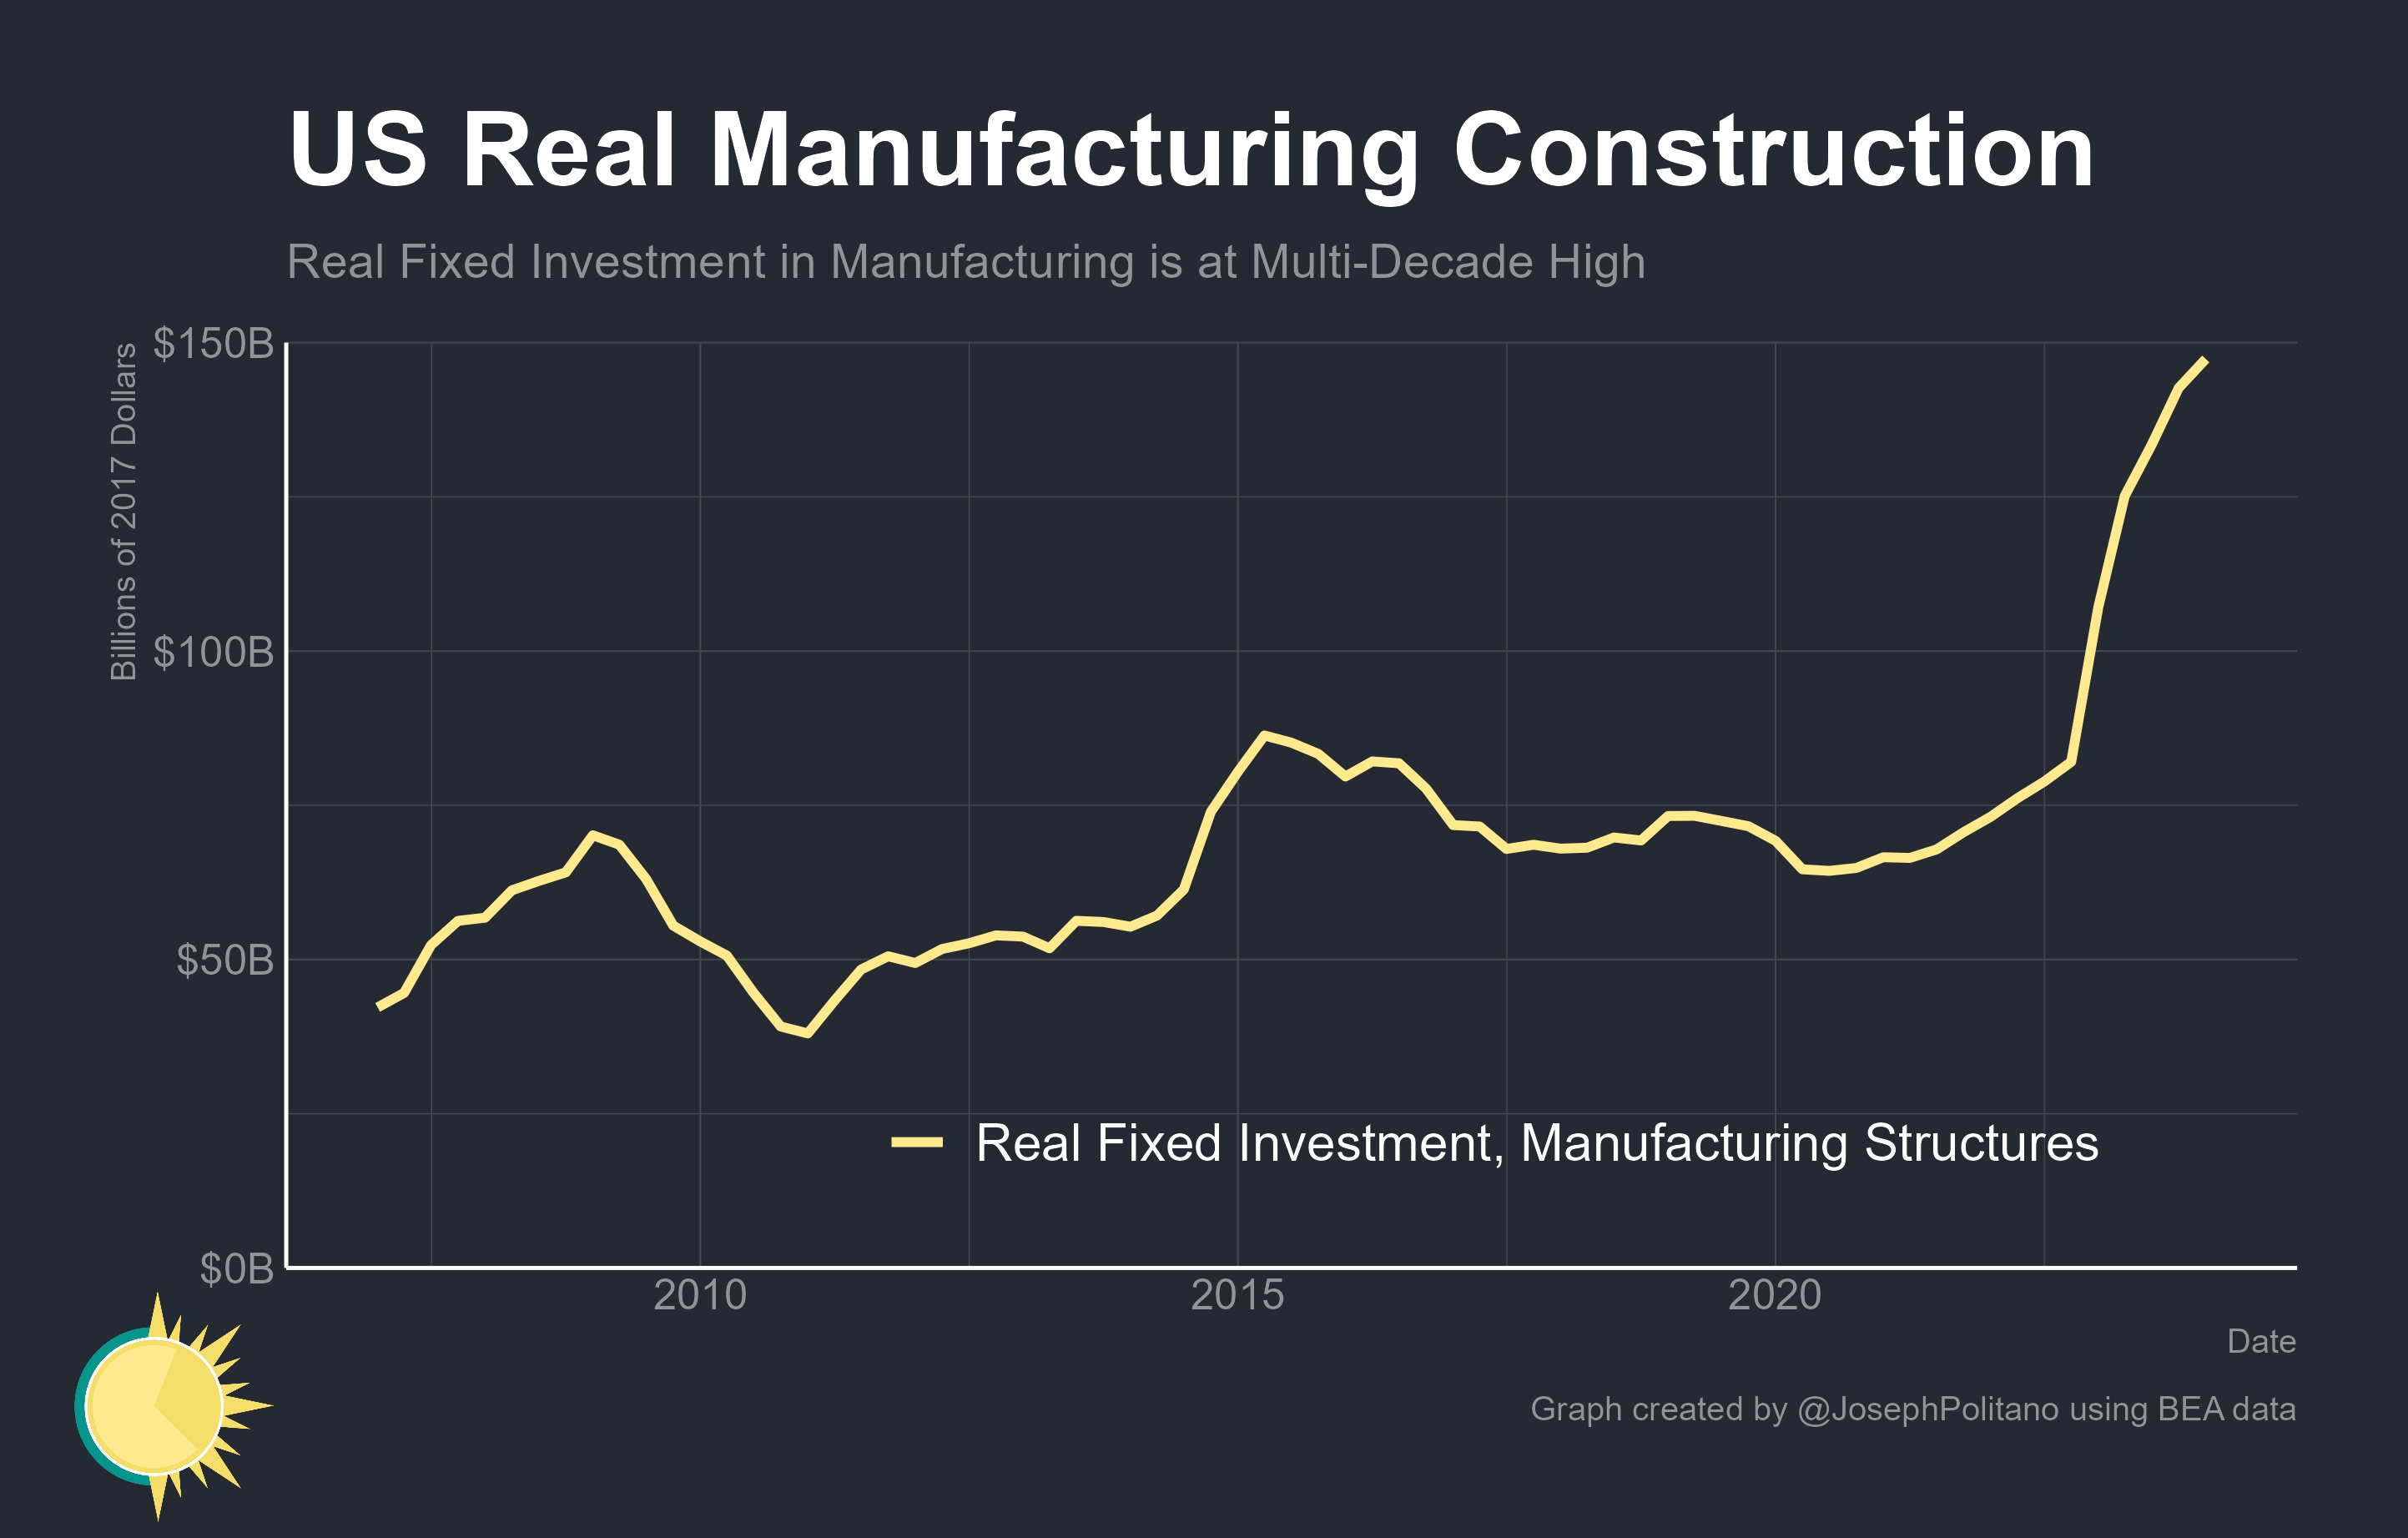 US Real Manufacturing Construction
Real Fixed Investment in Manufacturing is at Multi-Decade High
Billions of 2017 Dollars
$150B
$100B
$50B
$0B
Real Fixed Investment, Manufacturing Structures
2010
2015
2020
Date
Graph created by @JosephPolitano using BEA data